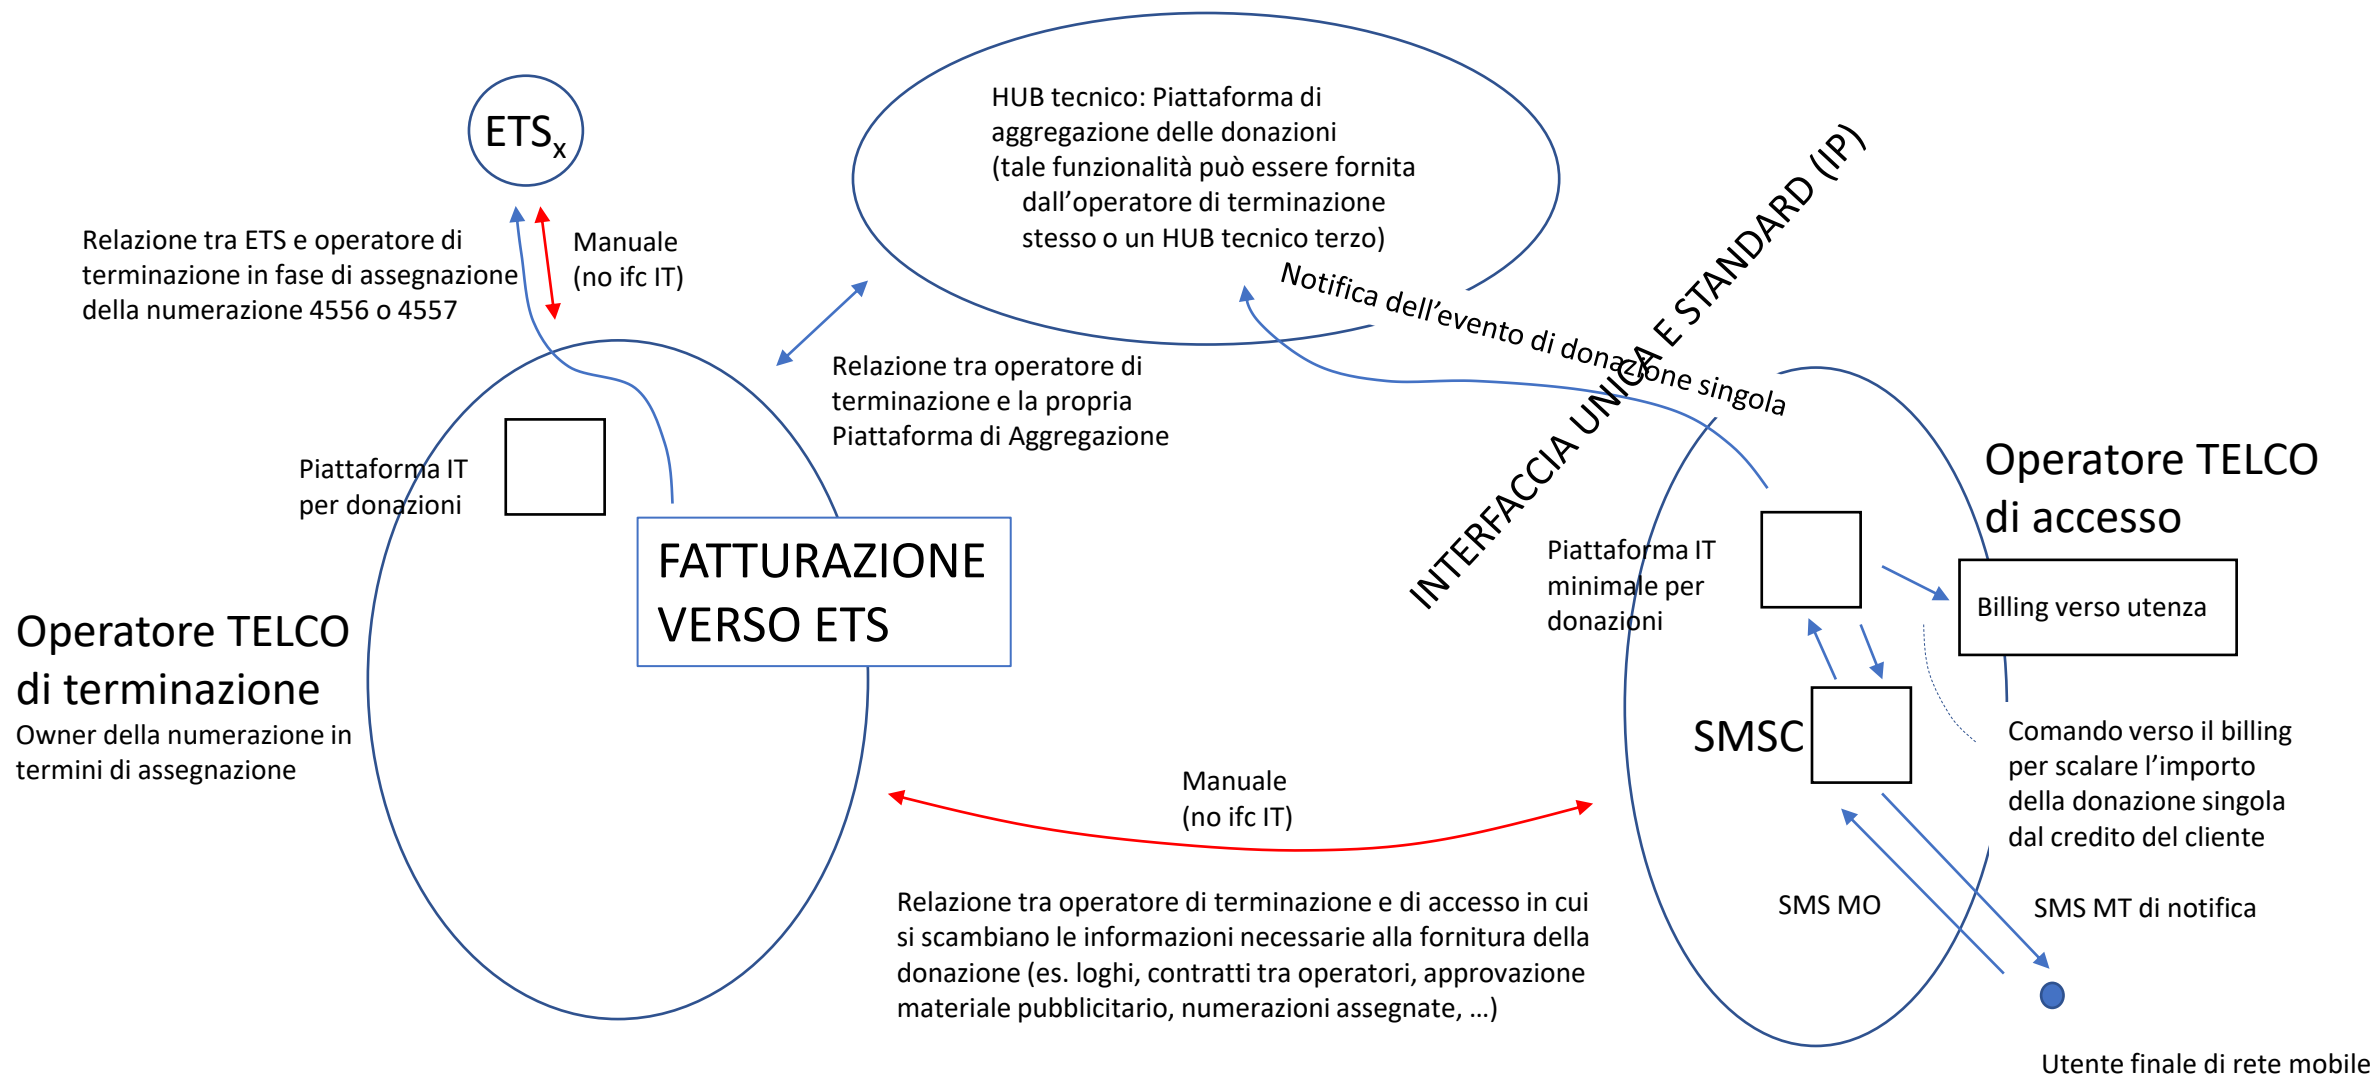 HUB tecnico: Piattaforma di
aggregazione delle donazioni
(tale funzionalità può essere fornita
dall'operatore di terminazione
stesso o un HUB tecnico terzo)
ETSx
Relazione tra ETS e operatore di
terminazione in fase di assegnazione
della numerazione 4556 o 4557
Manuale
(no ifc IT)
Notifica dell'evento di donazione singola
INTERFACCIA UNICA E STANDARD (IP)
Relazione tra operatore di
terminazione e la propria
Piattaforma di Aggregazione
Piattaforma IT
per donazioni
FATTURAZIONE
VERSO ETS
Operatore TELCO
di terminazione
Owner della numerazione in
termini di assegnazione
Operatore TELCO
di accesso
Piattaforma IT
minimale per
donazioni
Billing verso utenza
SMSC
Comando verso il billing
per scalare l'importo
della donazione singola
dal credito del cliente
Manuale
(no ifc IT)
Relazione tra operatore di terminazione e di accesso in cui
si scambiano le informazioni necessarie alla fornitura della
donazione (es. loghi, contratti tra operatori, approvazione
materiale pubblicitario, numerazioni assegnate, …)
SMS MO
SMS MT di notifica
Utente finale di rete mobile